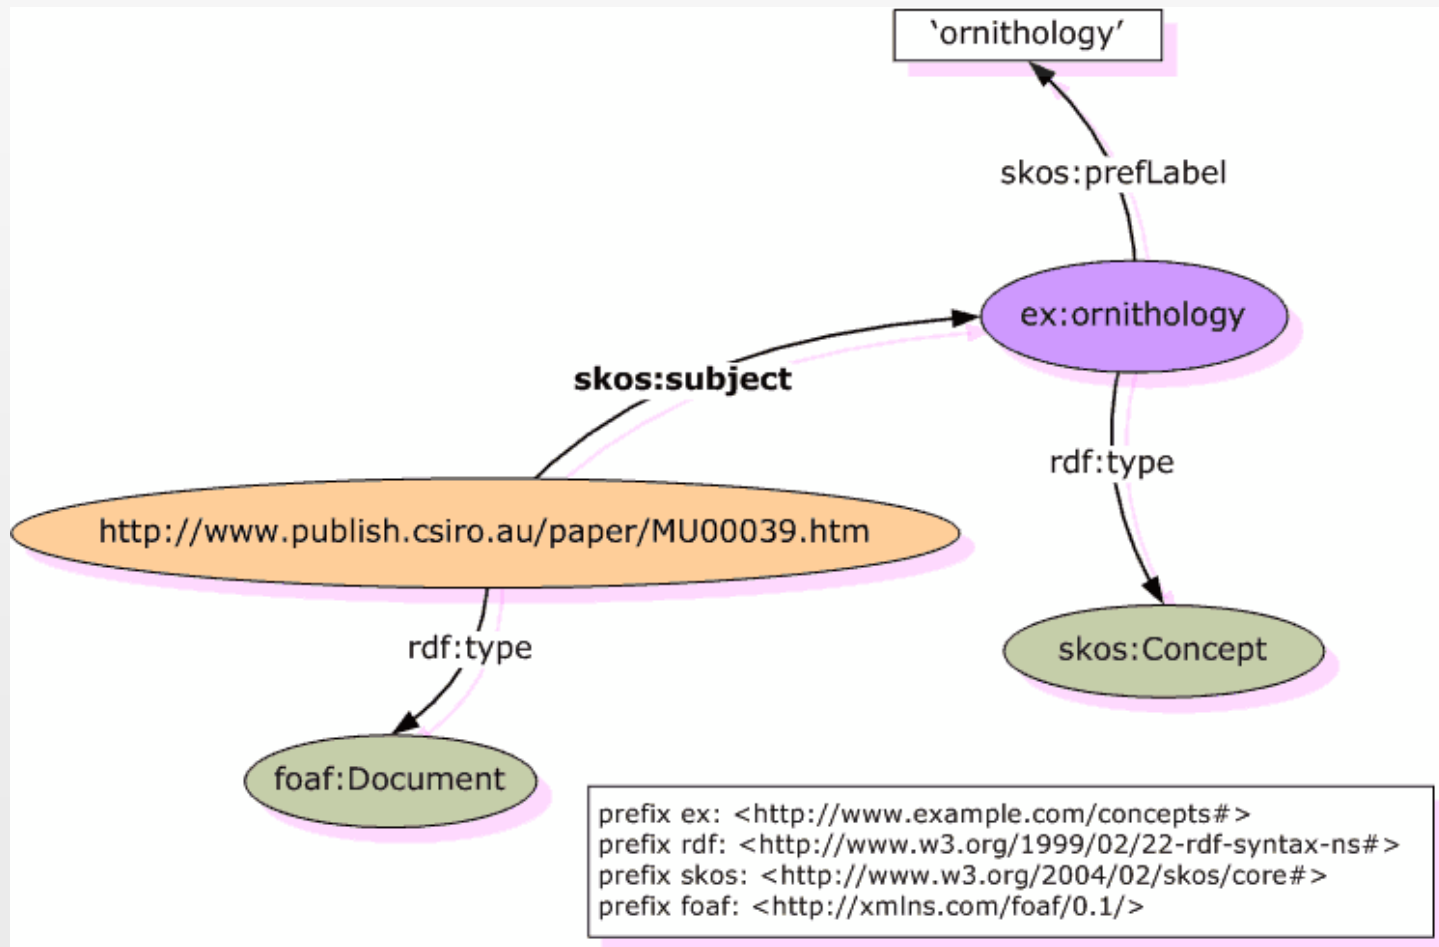 ‘ornithology’
skos:prefLabel
ex:ornithology
skos:subject
rdf:type
http://www.publish.csiro.au/paper/MU00039.htm
rdf:type
skos:Concept
foaf:Document
prefix ex: <http://www.example.com/concepts#>
prefix rdf: <http://www.w3.org/1999/02/22-rdf-syntax-ns#>
prefix skos: <http://www.w3.org/2004/02/skos/core#>
prefix foaf: <http://xmlns.com/foaf/0.1/>